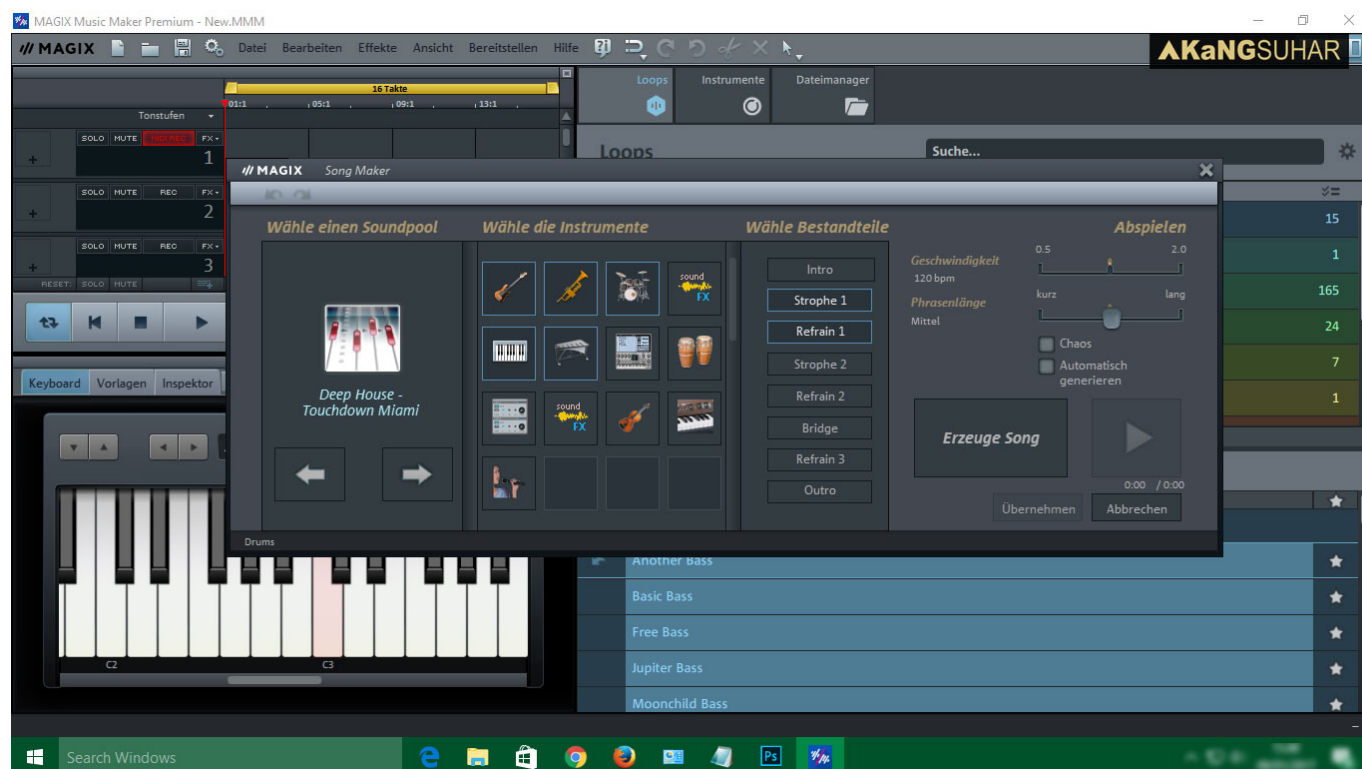 MAGIX Music Maker Premium - New.MMM
MAGIX Datei Bearbeiten Effekte Ansicht Bereitstellen Hilfe
AKaNGSUHAR
16 Takte
01:1 05:1 09:1 13:1
Tonstufen
SOLO MUTE FX
1
SOLO MUTE REC FX
2
SOLO MUTE REC FX
3
RESET: SOLO MUTE
Keyboard Vorlagen Inspektor
C2 C3
Loops Instrumente Dateimanager
Loops
Suche...
15
1
165
24
7
1
MAGIX Song Maker
Wähle einen Soundpool
Deep House -
Touchdown Miami
Wähle die Instrumente
sound
FX
sound
FX
Wähle Bestandteile
Intro
Strophe 1
Refrain 1
Strophe 2
Refrain 2
Bridge
Refrain 3
Outro
Abspielen
Geschwindigkeit
120 bpm
0.5 2.0
Phrasenlänge
Mittel
kurz lang
Chaos
Automatisch
generieren
Erzeuge Song
0:00 / 0:00
Übernehmen Abbrechen
Drums
Another Bass
Basic Bass
Free Bass
Jupiter Bass
Moonchild Bass
Search Windows
Ps